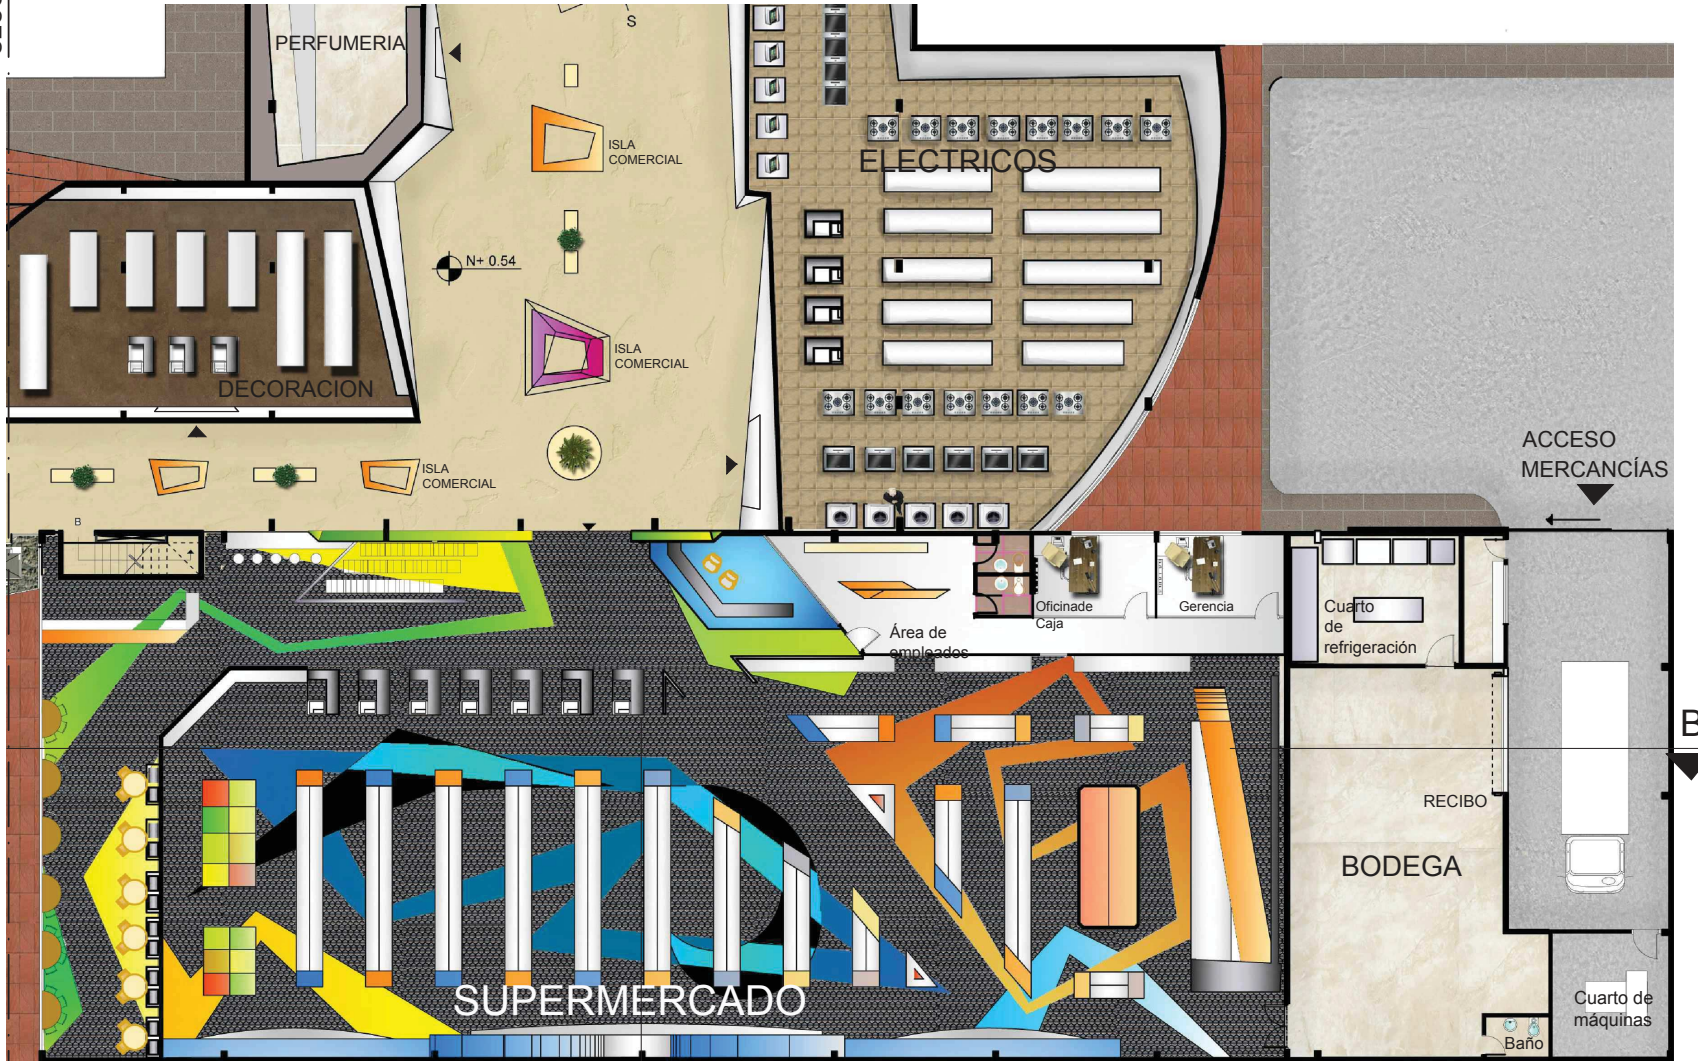 S
PERFUMERIA
ISLA
COMERCIAL
ELECTRICOS
N+ 0.54
ISLA
COMERCIAL
DECORACION
ISLA
COMERCIAL
ACCESO
MERCANCÍAS
B
Oficinade
Caja
Gerencia
Cuarto
de
refrigeración
Área de
empleados
B
RECIBO
BODEGA
SUPERMERCADO
Cuarto de
máquinas
Baño